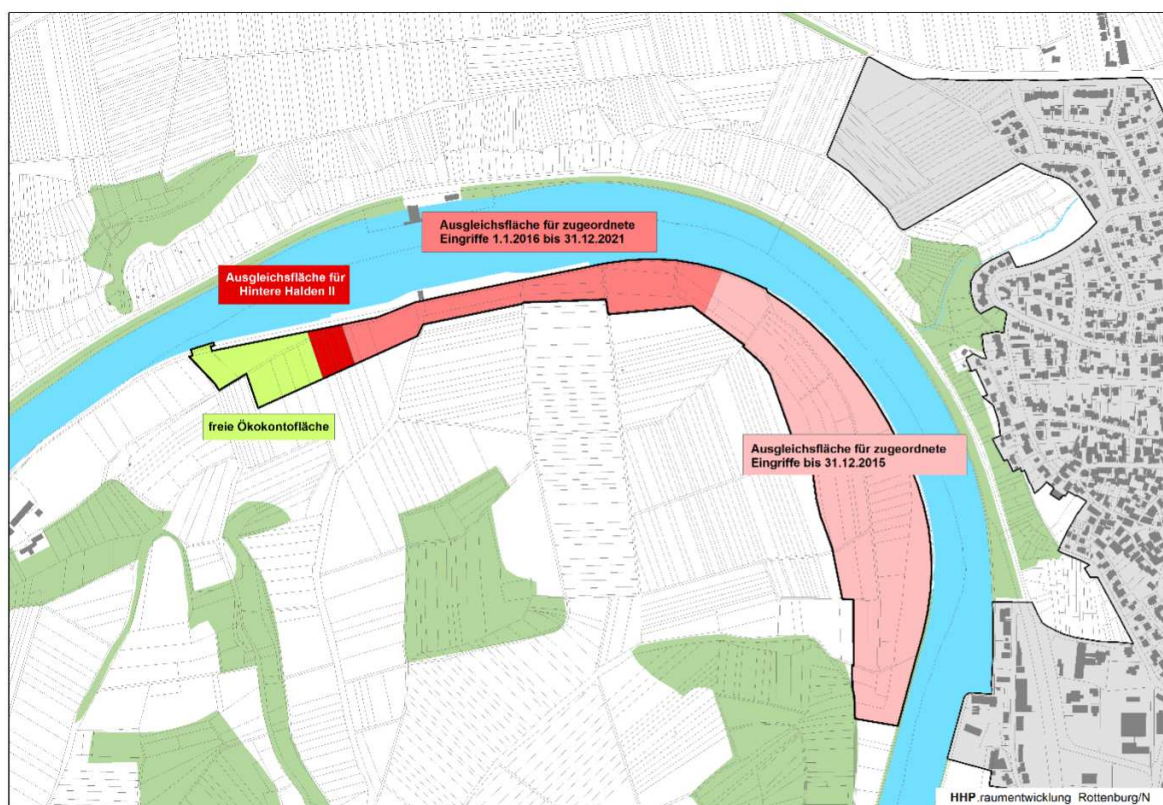 Ausgleichsfläche für zugeordnete
Eingriffe 1.1.2016 bis 31.12.2021
Ausgleichsfläche für
Hintere Halden II
freie Ökokontofläche
Ausgleichsfläche für zugeordnete
Eingriffe bis 31.12.2015
HHP.raumentwicklung Rottenburg/N